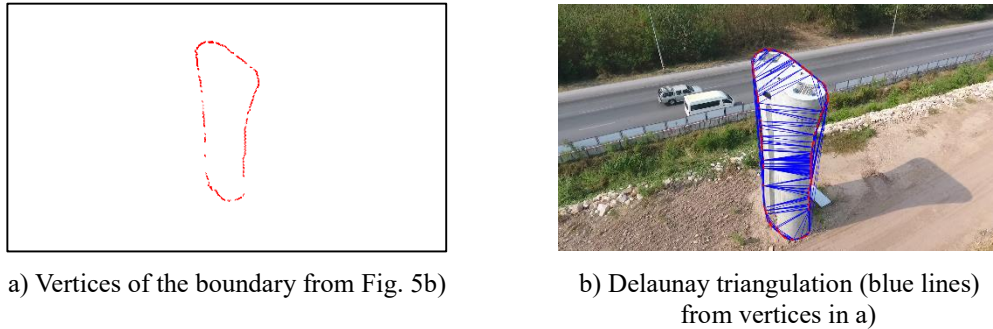 a) Vertices of the boundary from Fig. 5b)
b) Delaunay triangulation (blue lines)
from vertices in a)